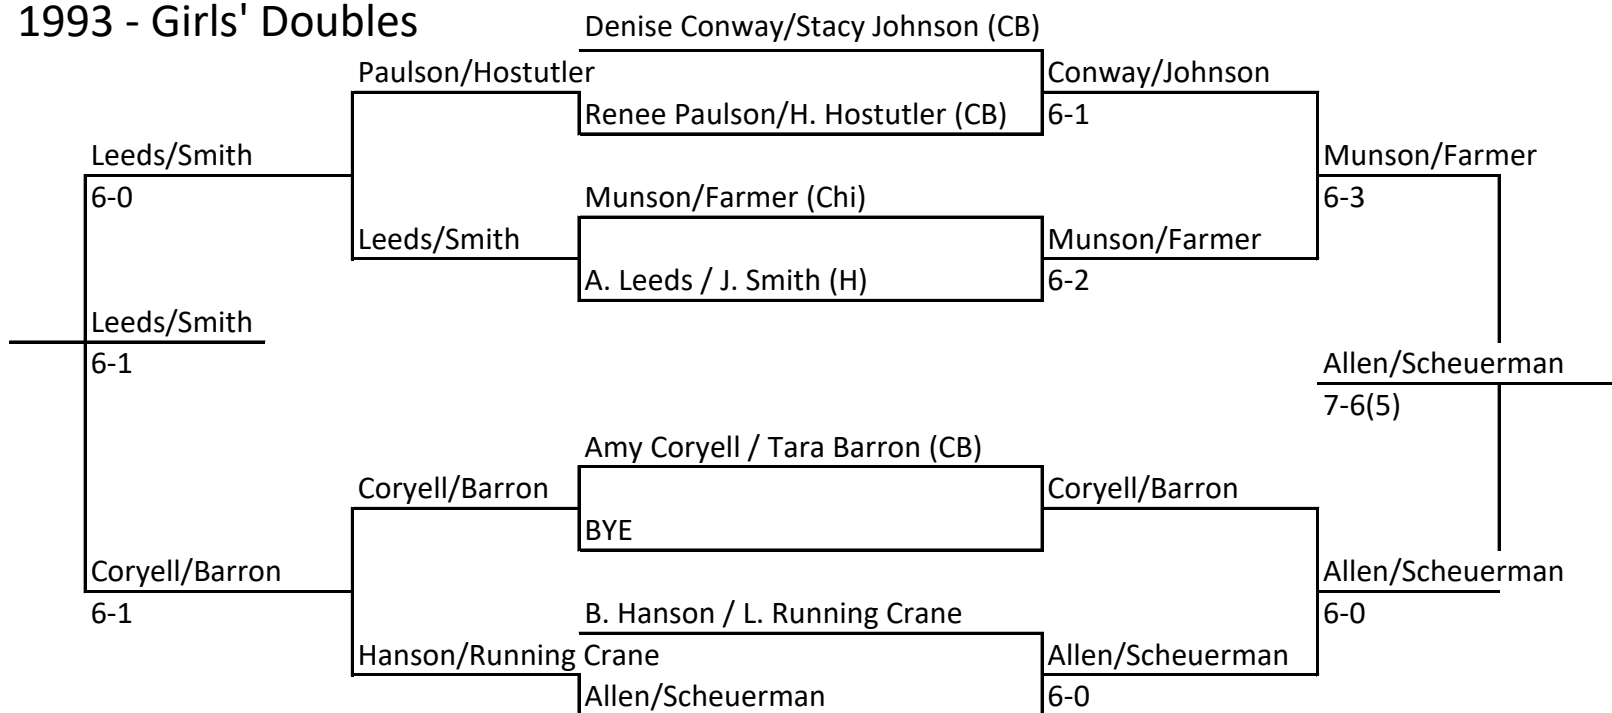 1993 - Girls' Doubles
Denise Conway/Stacy Johnson (CB)
Paulson/Hostutler
Conway/Johnson
Renee Paulson/H. Hostutler (CB)
6-1
Leeds/Smith
Munson/Farmer
6-0
Munson/Farmer (Chi)
6-3
Leeds/Smith
Munson/Farmer
A. Leeds / J. Smith (H)
6-2
Leeds/Smith
6-1
Allen/Scheuerman
7-6(5)
Amy Coryell / Tara Barron (CB)
Coryell/Barron
Coryell/Barron
BYE
Coryell/Barron
Allen/Scheuerman
6-1
B. Hanson / L. Running Crane
6-0
Hanson/Running Crane
Allen/Scheuerman
Allen/Scheuerman
6-0